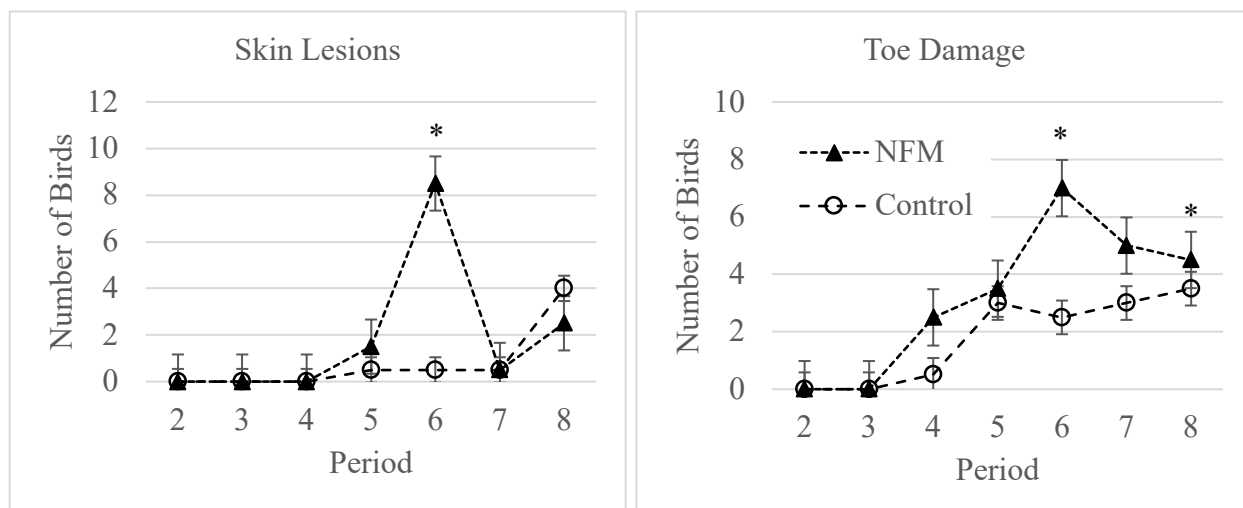 Skin Lesions
Number of Birds
12
10
8
6
4
2
0
*
2 3 4 5 6 7 8
Period
Toe Damage
Number of Birds
10
8
6
4
2
0
*
*
NFM
Control
2 3 4 5 6 7 8
Period